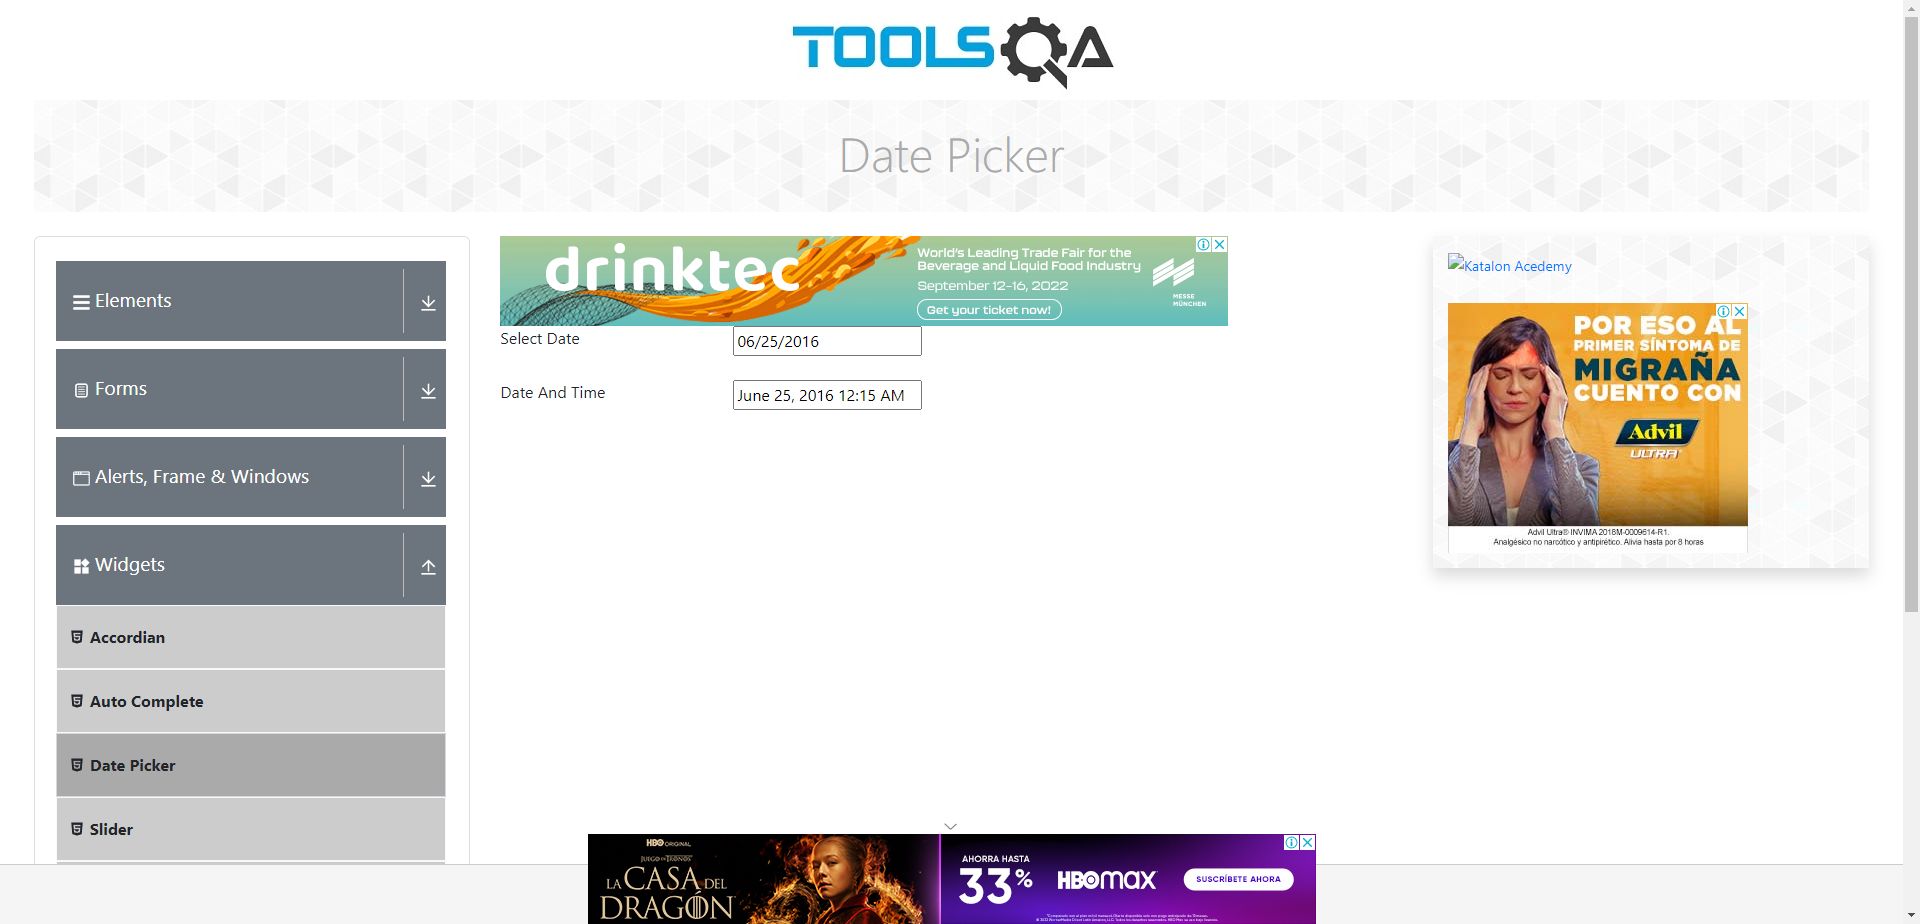 TOOLSQA
Date Picker
Elements
Forms
Alerts, Frame & Windows
Widgets
Accordian
Auto Complete
Date Picker
Slider
drinktec
World's Leading Trade Fair for the
Beverage and Liquid Food Industry
September 12-16, 2022
Get your ticket now!
MESSE
MÜNCHEN
Select Date
06/25/2016
Date And Time
June 25, 2016 12:15 AM
Katalon Acedemy
POR ESO AL
PRIMER SÍNTOMA DE
MIGRAÑA
CUENTO CON
Advil
ULTRA
Advil Ultra® INVIMA 2018M-0009614-R1.
Analgésico no narcótico y antipirético. Alivia hasta por 8 horas
HBO ORIGINAL
JUEGO DE TRONOS
LA CASA DEL
DRAGÓN
AHORRA HASTA
33%
HBOMAX
SUSCRÍBETE AHORA